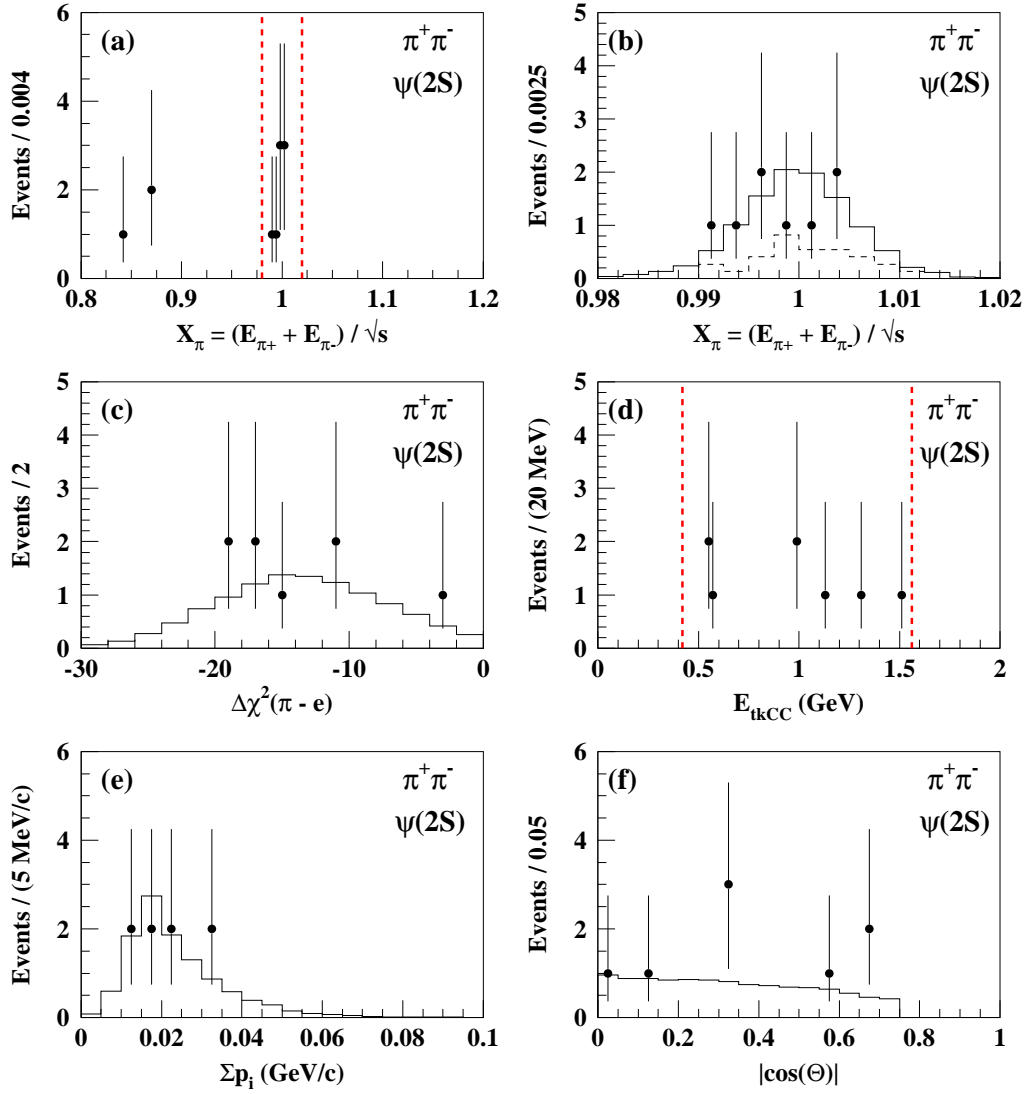 (a)
π⁺π⁻
ψ(2S)
Events / 0.004
0
2
4
6
0.8
0.9
1
1.1
1.2
X_π = (E_π+ + E_π-) / √s
(b)
π⁺π⁻
ψ(2S)
Events / 0.0025
0
1
2
3
4
5
0.98
0.99
1
1.01
1.02
X_π = (E_π+ + E_π-) / √s
(c)
π⁺π⁻
ψ(2S)
Events / 2
0
1
2
3
4
5
-30
-20
-10
0
Δχ²(π - e)
(d)
π⁺π⁻
ψ(2S)
Events / (20 MeV)
0
1
2
3
4
5
0
0.5
1
1.5
2
E_tkCC (GeV)
(e)
π⁺π⁻
ψ(2S)
Events / (5 MeV/c)
0
2
4
6
0
0.02
0.04
0.06
0.08
0.1
Σp_i (GeV/c)
(f)
π⁺π⁻
ψ(2S)
Events / 0.05
0
2
4
6
0
0.2
0.4
0.6
0.8
1
|cos(Θ)|